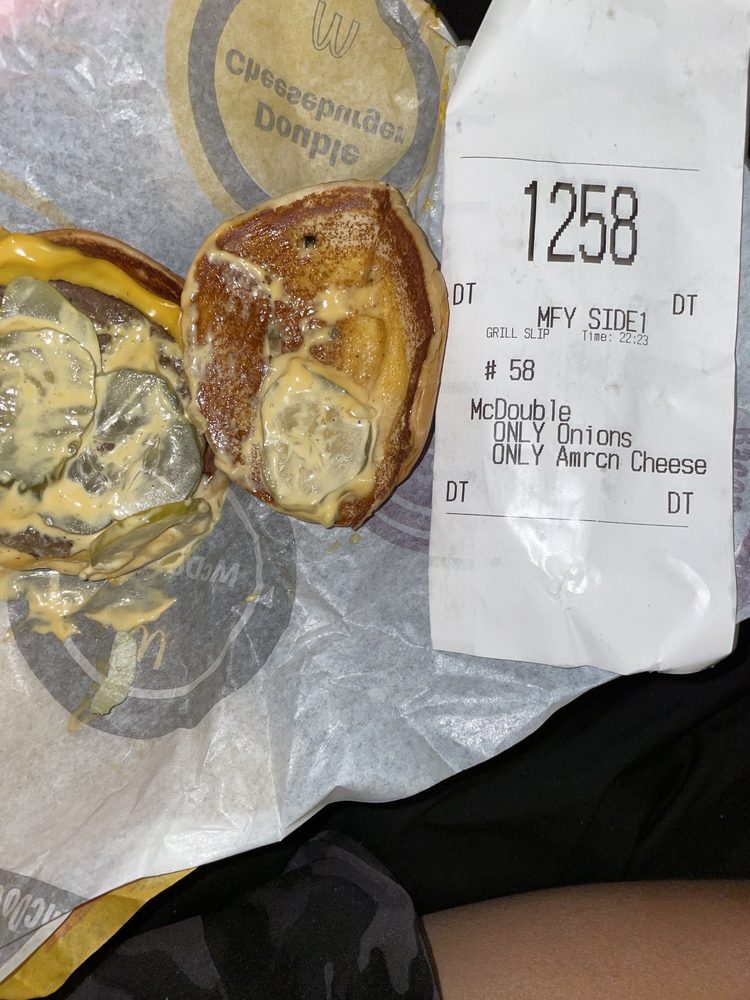 Double
Cheeseburger
1258
DT DT
MFY SIDE1
GRILL SLIP Time: 22:23
# 58
McDouble
ONLY Onions
ONLY Amrcn Cheese
DT DT